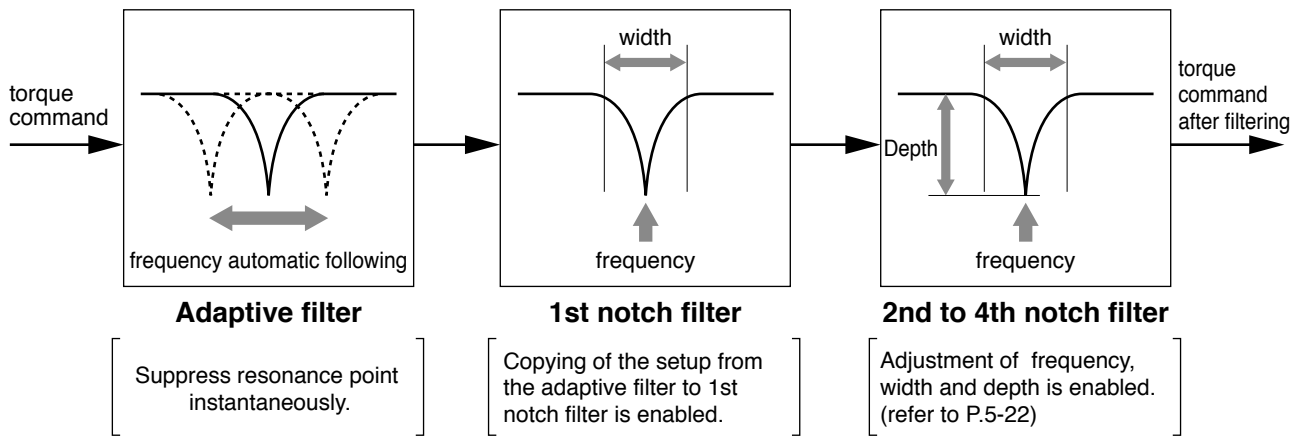 torque
command
frequency automatic following
Adaptive filter
Suppress resonance point
instantaneously.
width
frequency
1st notch filter
Copying of the setup from
the adaptive filter to 1st
notch filter is enabled.
width
Depth
frequency
2nd to 4th notch filter
Adjustment of frequency,
width and depth is enabled.
(refer to P.5-22)
torque
command
after filtering